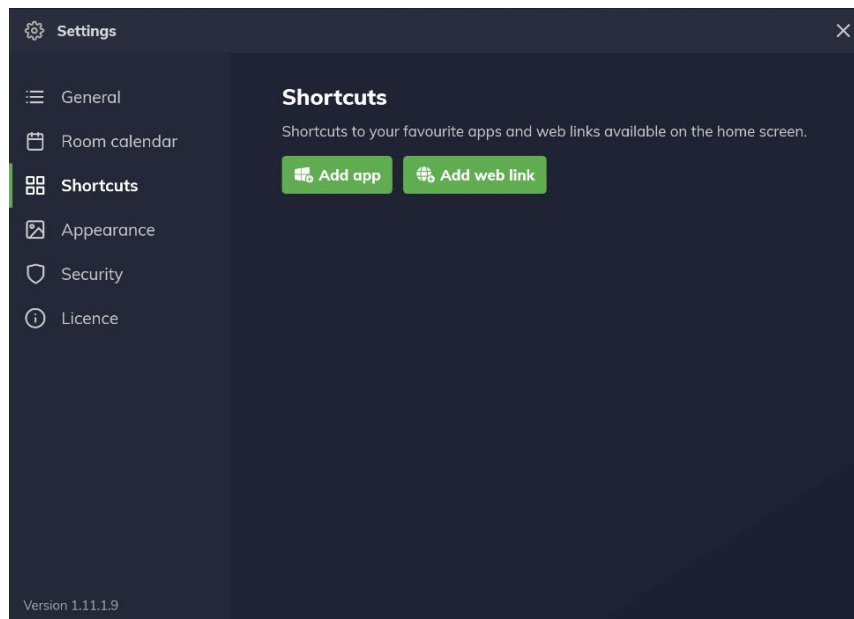 Settings
General
Room calendar
Shortcuts
Appearance
Security
Licence
Version 1.11.1.9
Shortcuts
Shortcuts to your favourite apps and web links available on the home screen.
Add app
Add web link